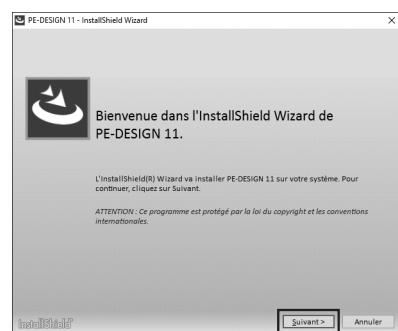 PE-DESIGN 11 - InstallShield Wizard
Bienvenue dans l'InstallShield Wizard de
PE-DESIGN 11.
L'InstallShield(R) Wizard va installer PE-DESIGN 11 sur votre système. Pour
continuer, cliquez sur Suivant.
ATTENTION : Ce programme est protégé par la loi du copyright et les conventions
internationales.
InstallShield
Suivant >
Annuler